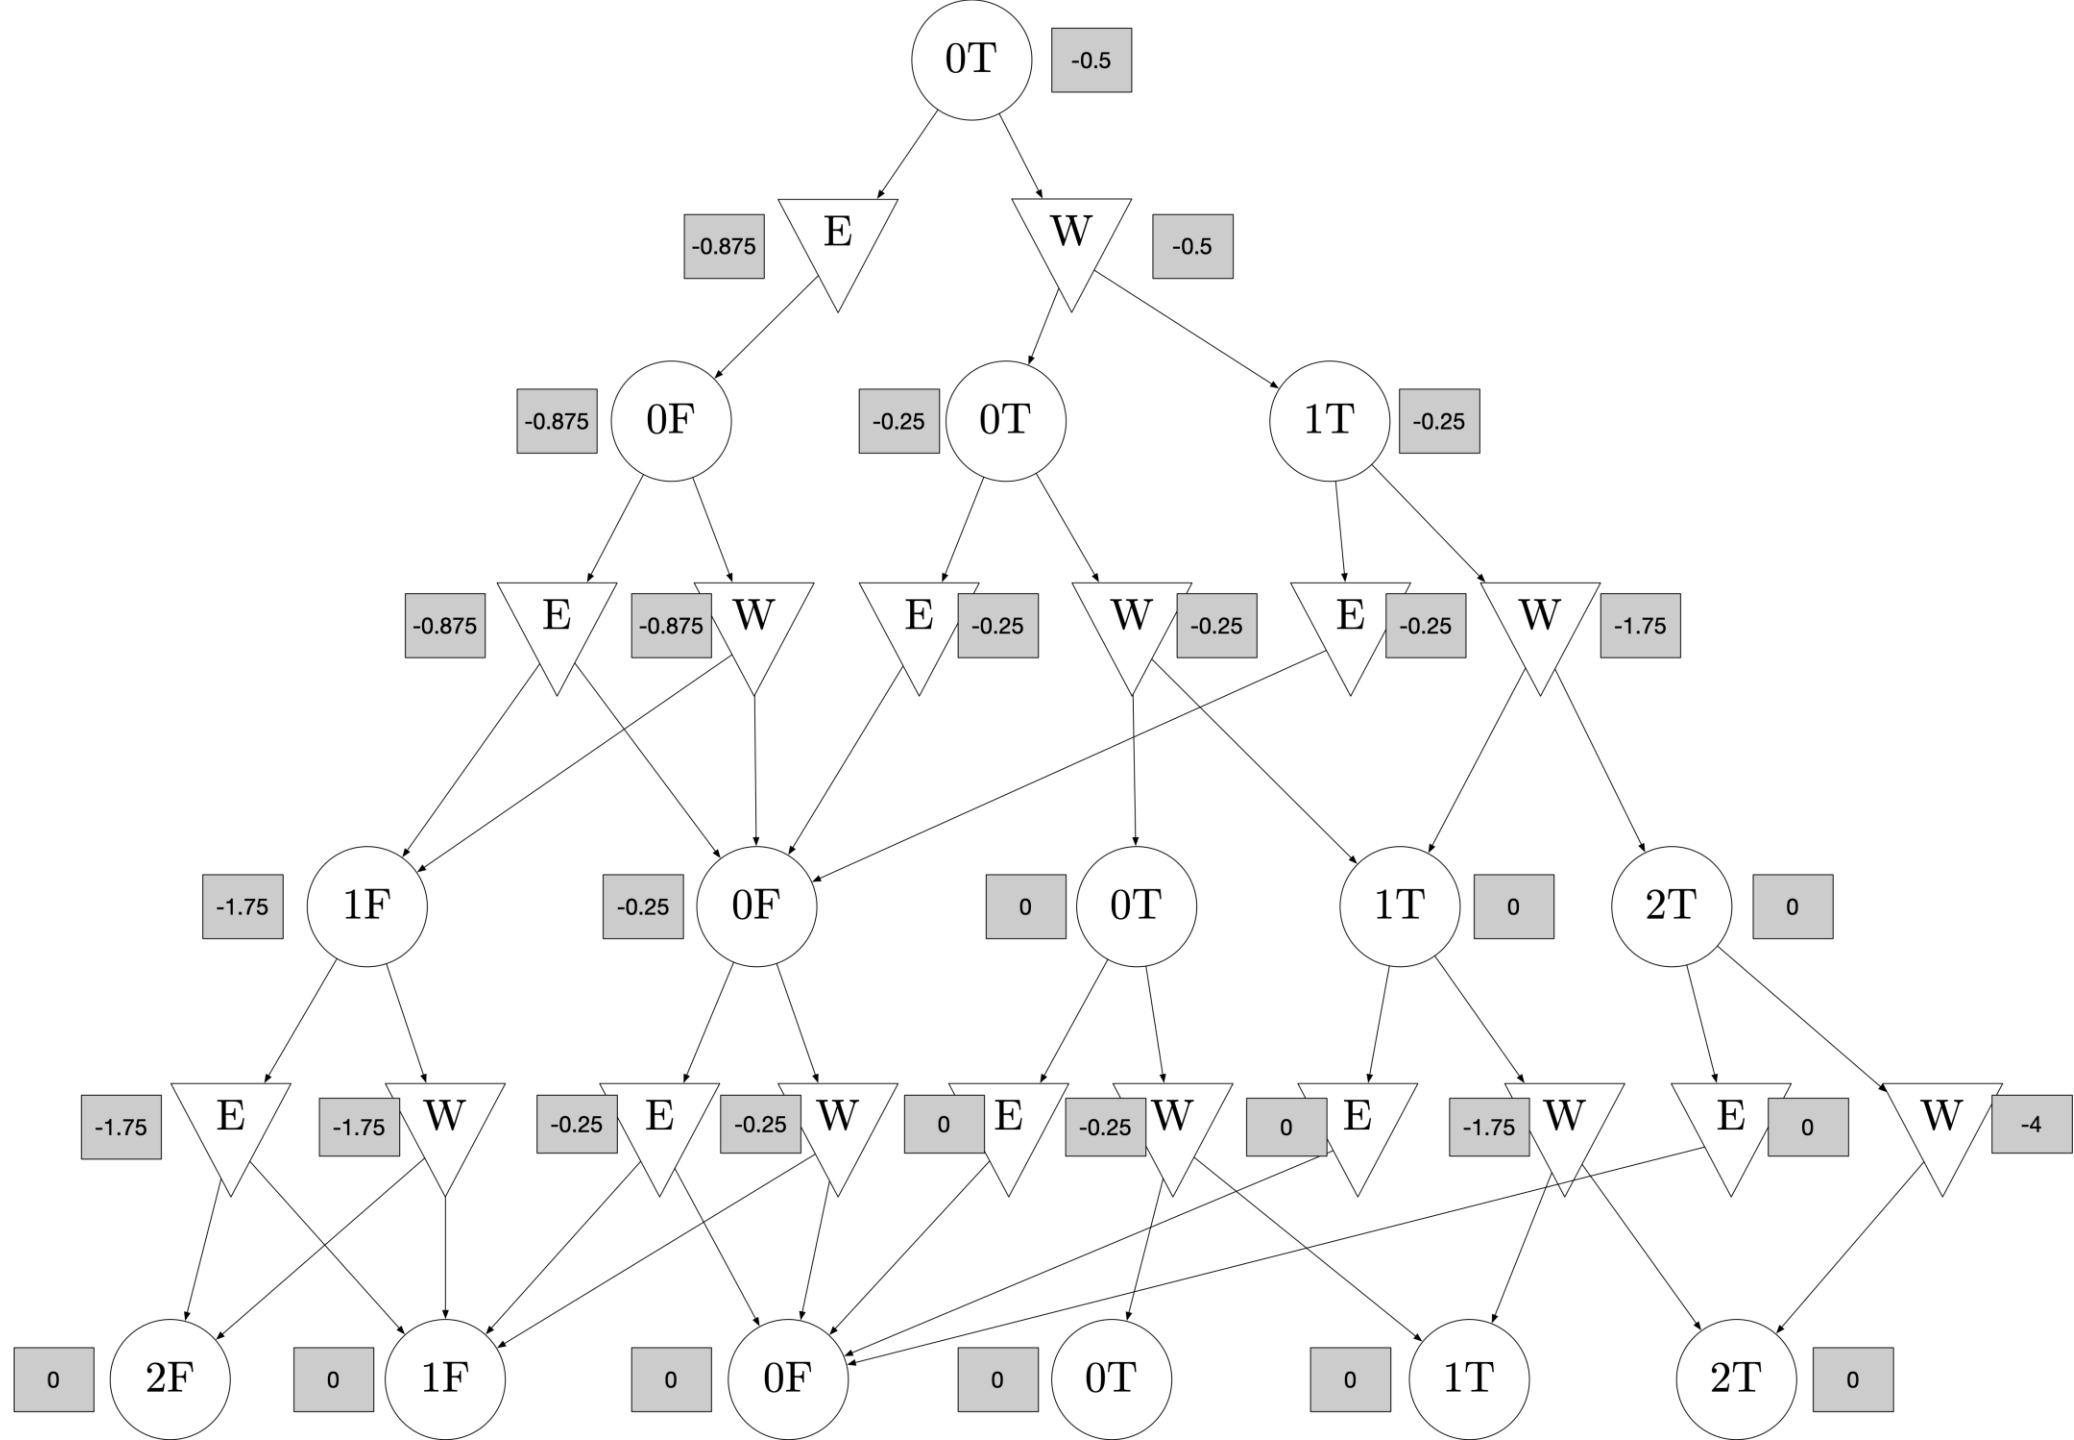 0T -0.5
-0.875 E W -0.5
-0.875 0F -0.25 0T 1T -0.25
-0.875 E -0.875 W E -0.25 W -0.25 E -0.25 W -1.75
-1.75 1F -0.25 0F 0 0T 1T 0 2T 0
-1.75 E -1.75 W -0.25 E -0.25 W 0 E -0.25 W 0 E -1.75 W E 0 W -4
0 2F 0 1F 0 0F 0 0T 0 1T 2T 0